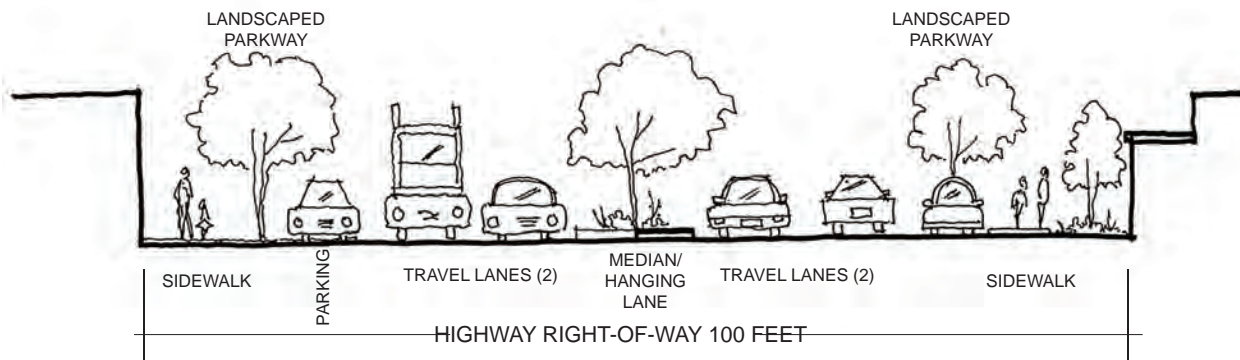 LANDSCAPED
PARKWAY
LANDSCAPED
PARKWAY
SIDEWALK
PARKING
TRAVEL LANES (2)
MEDIAN/
HANGING
LANE
TRAVEL LANES (2)
SIDEWALK
HIGHWAY RIGHT-OF-WAY 100 FEET